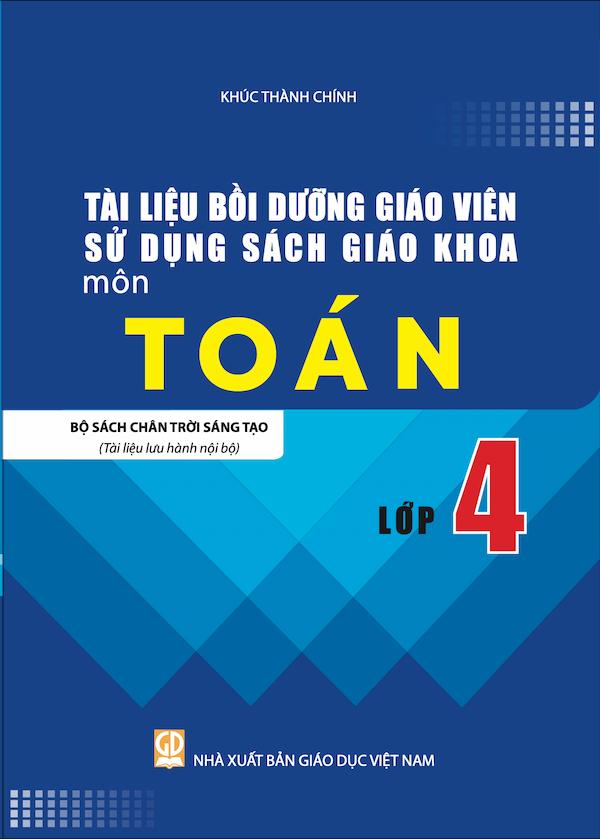 KHÚC THÀNH CHÍNH
TÀI LIỆU BỒI DƯỠNG GIÁO VIÊN
SỬ DỤNG SÁCH GIÁO KHOA
môn
TOÁN
BỘ SÁCH CHÂN TRỜI SÁNG TẠO
(Tài liệu lưu hành nội bộ)
LỚP 4
GD
NHÀ XUẤT BẢN GIÁO DỤC VIỆT NAM